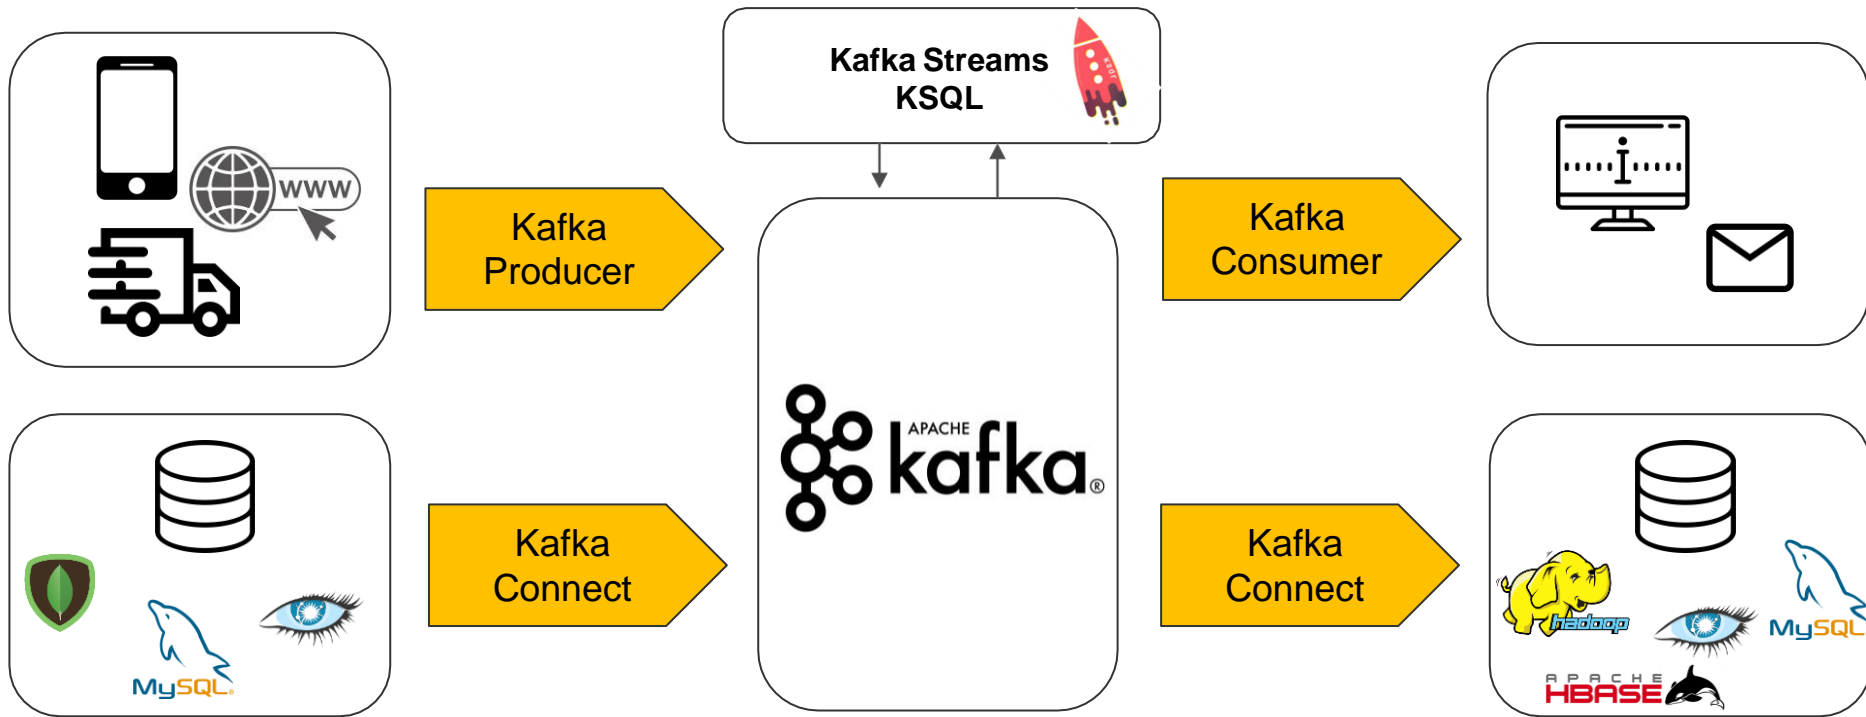 Kafka Streams
KSQL
KSQL
WWW
Kafka
Producer
Kafka
Consumer
APACHE
kafka®
Kafka
Connect
Kafka
Connect
MySQL®
hadoop
MySQL
APACHE
HBASE